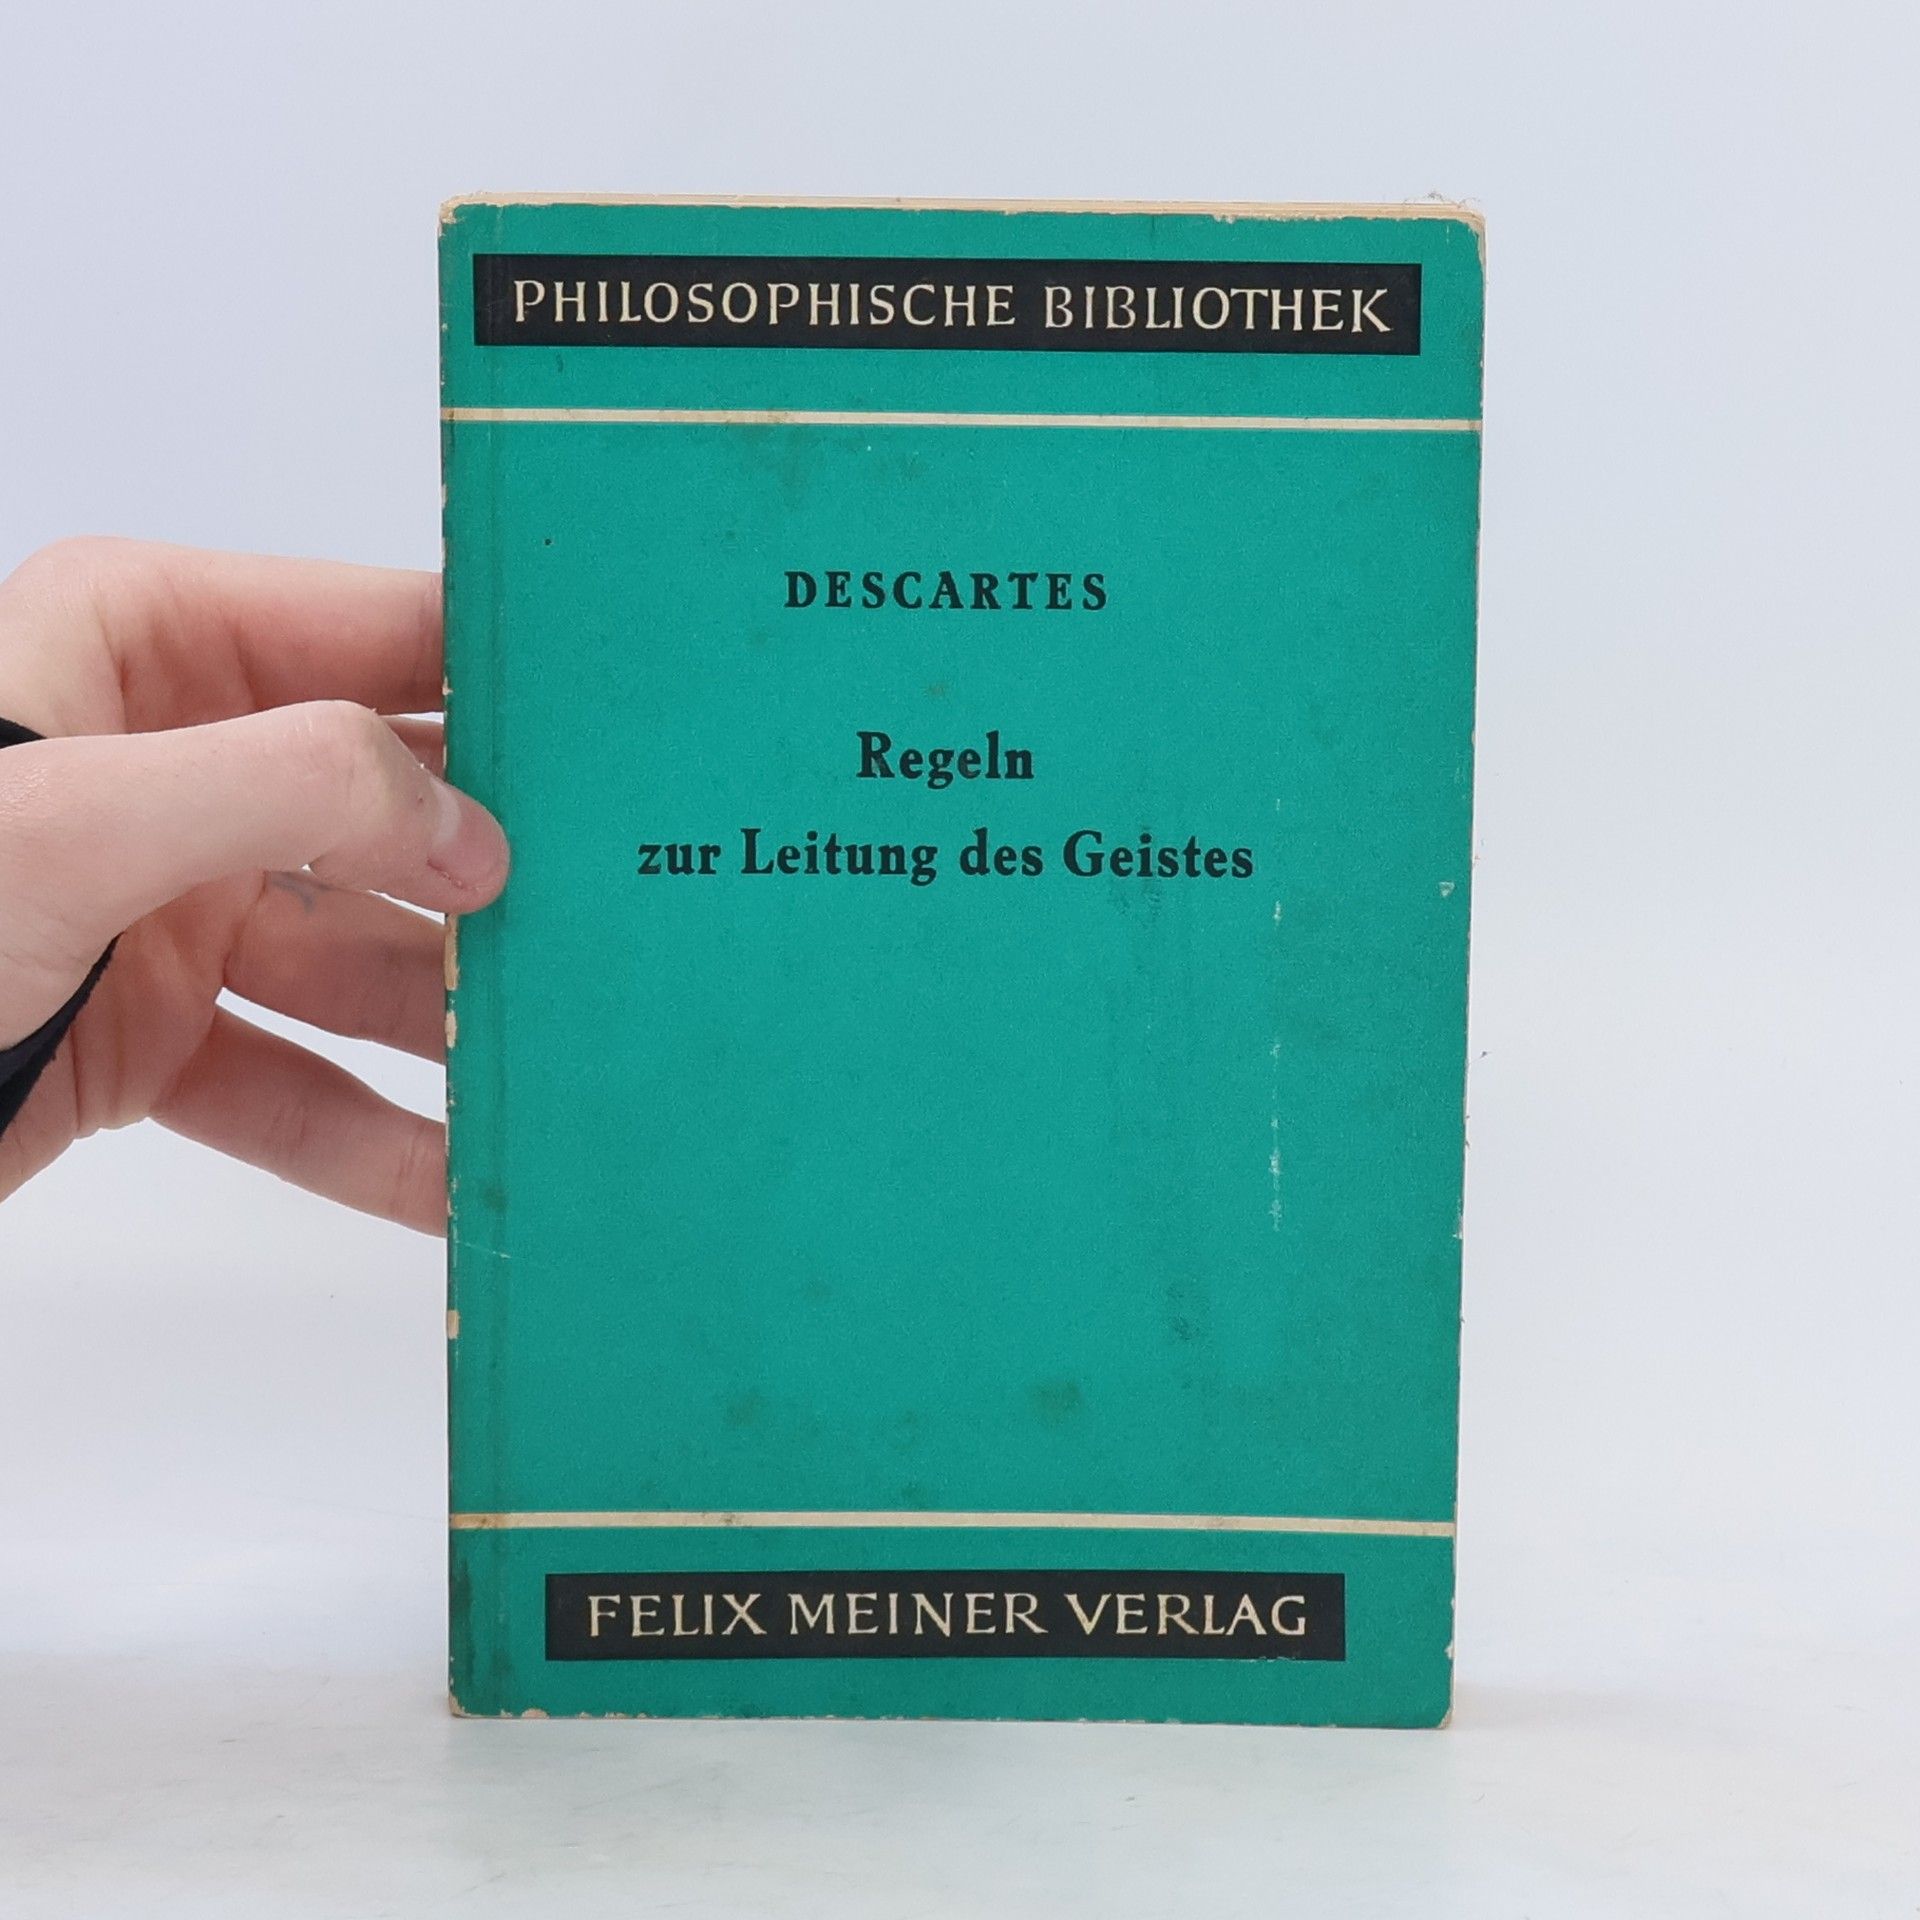 PHILOSOPHISCHE BIBLIOTHEK
DESCARTES
Regeln
zur Leitung des Geistes
FELIX MEINER VERLAG